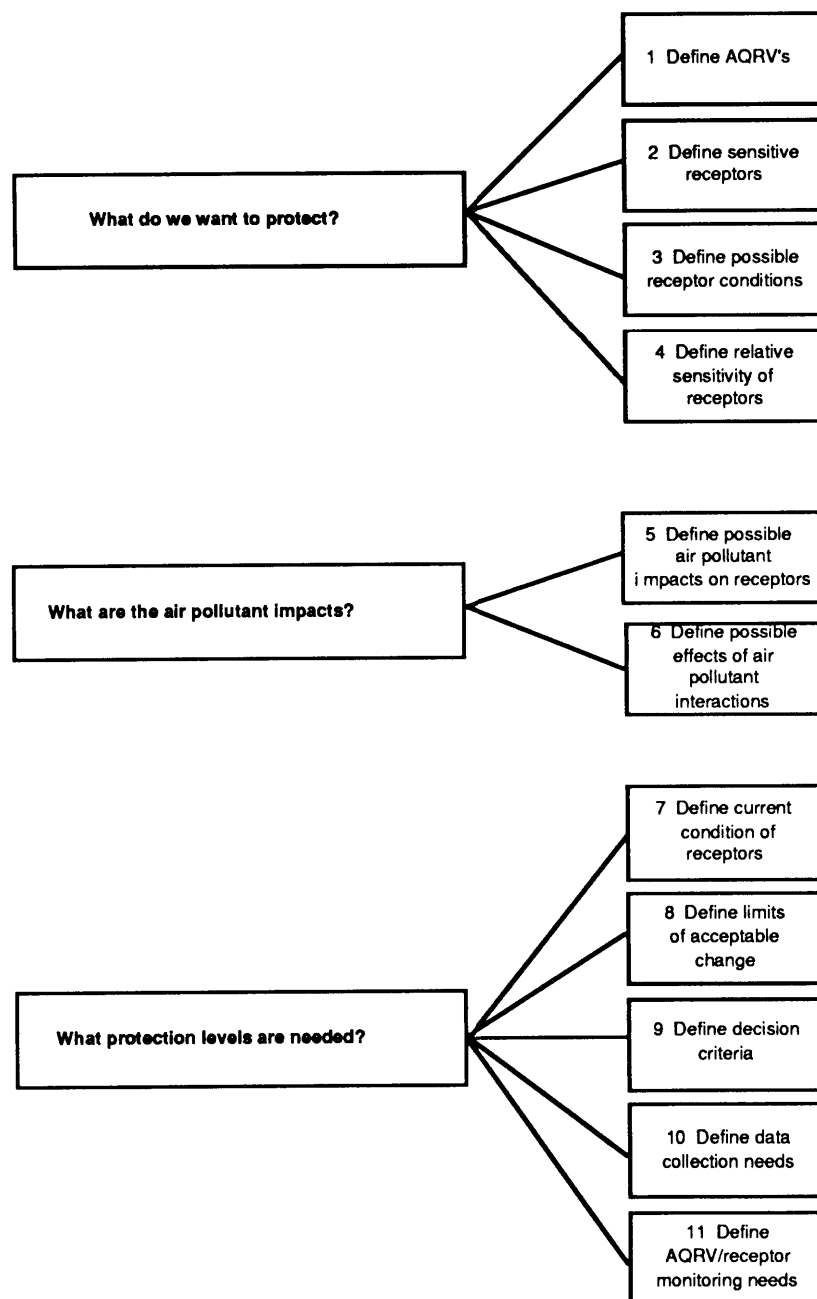 What do we want to protect?
1 Define AQRV's
2 Define sensitive
receptors
3 Define possible
receptor conditions
4 Define relative
sensitivity of
receptors
What are the air pollutant impacts?
5 Define possible
air pollutant
i mpacts on receptors
6 Define possible
effects of air
pollutant
interactions
What protection levels are needed?
7 Define current
condition of
receptors
8 Define limits
of acceptable
change
9 Define decision
criteria
10 Define data
collection needs
11 Define
AQRV/receptor
monitoring needs